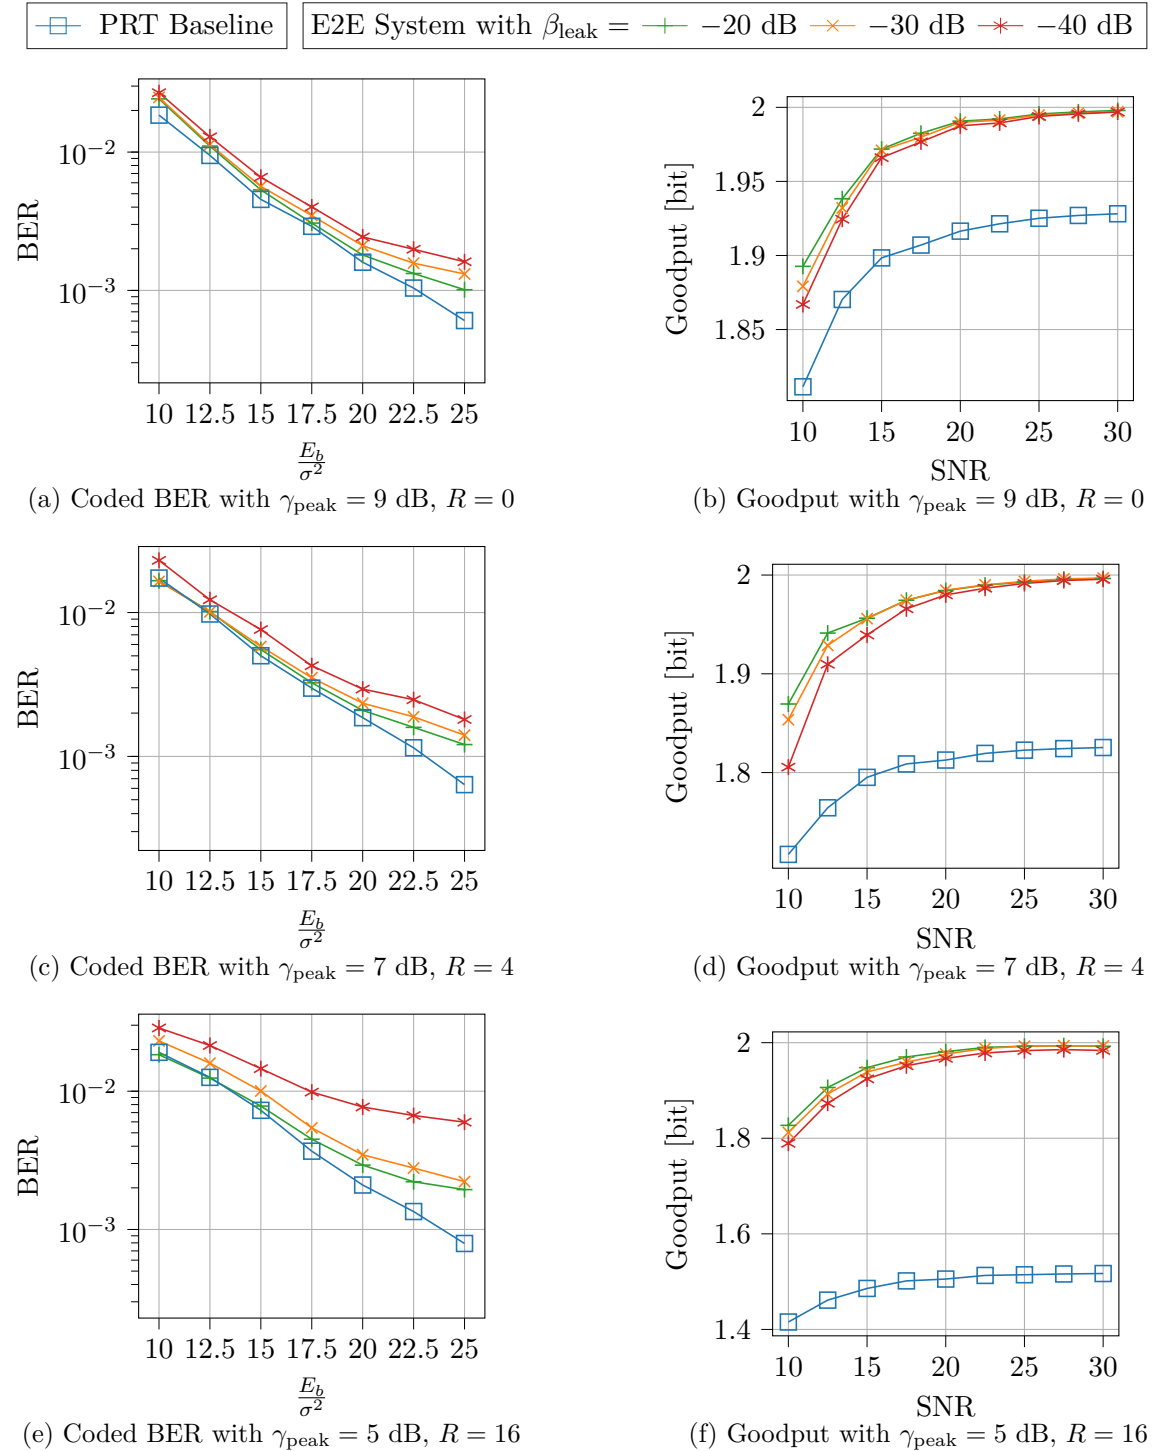 PRT Baseline E2E System with β_leak = −20 dB −30 dB −40 dB
10^−2
10^−3
BER
10 12.5 15 17.5 20 22.5 25
E_b/σ^2
(a) Coded BER with γ_peak = 9 dB, R = 0
2
1.95
1.9
1.85
Goodput [bit]
10 15 20 25 30
SNR
(b) Goodput with γ_peak = 9 dB, R = 0
10^−2
10^−3
BER
10 12.5 15 17.5 20 22.5 25
E_b/σ^2
(c) Coded BER with γ_peak = 7 dB, R = 4
2
1.9
1.8
Goodput [bit]
10 15 20 25 30
SNR
(d) Goodput with γ_peak = 7 dB, R = 4
10^−2
10^−3
BER
10 12.5 15 17.5 20 22.5 25
E_b/σ^2
(e) Coded BER with γ_peak = 5 dB, R = 16
2
1.8
1.6
1.4
Goodput [bit]
10 15 20 25 30
SNR
(f) Goodput with γ_peak = 5 dB, R = 16